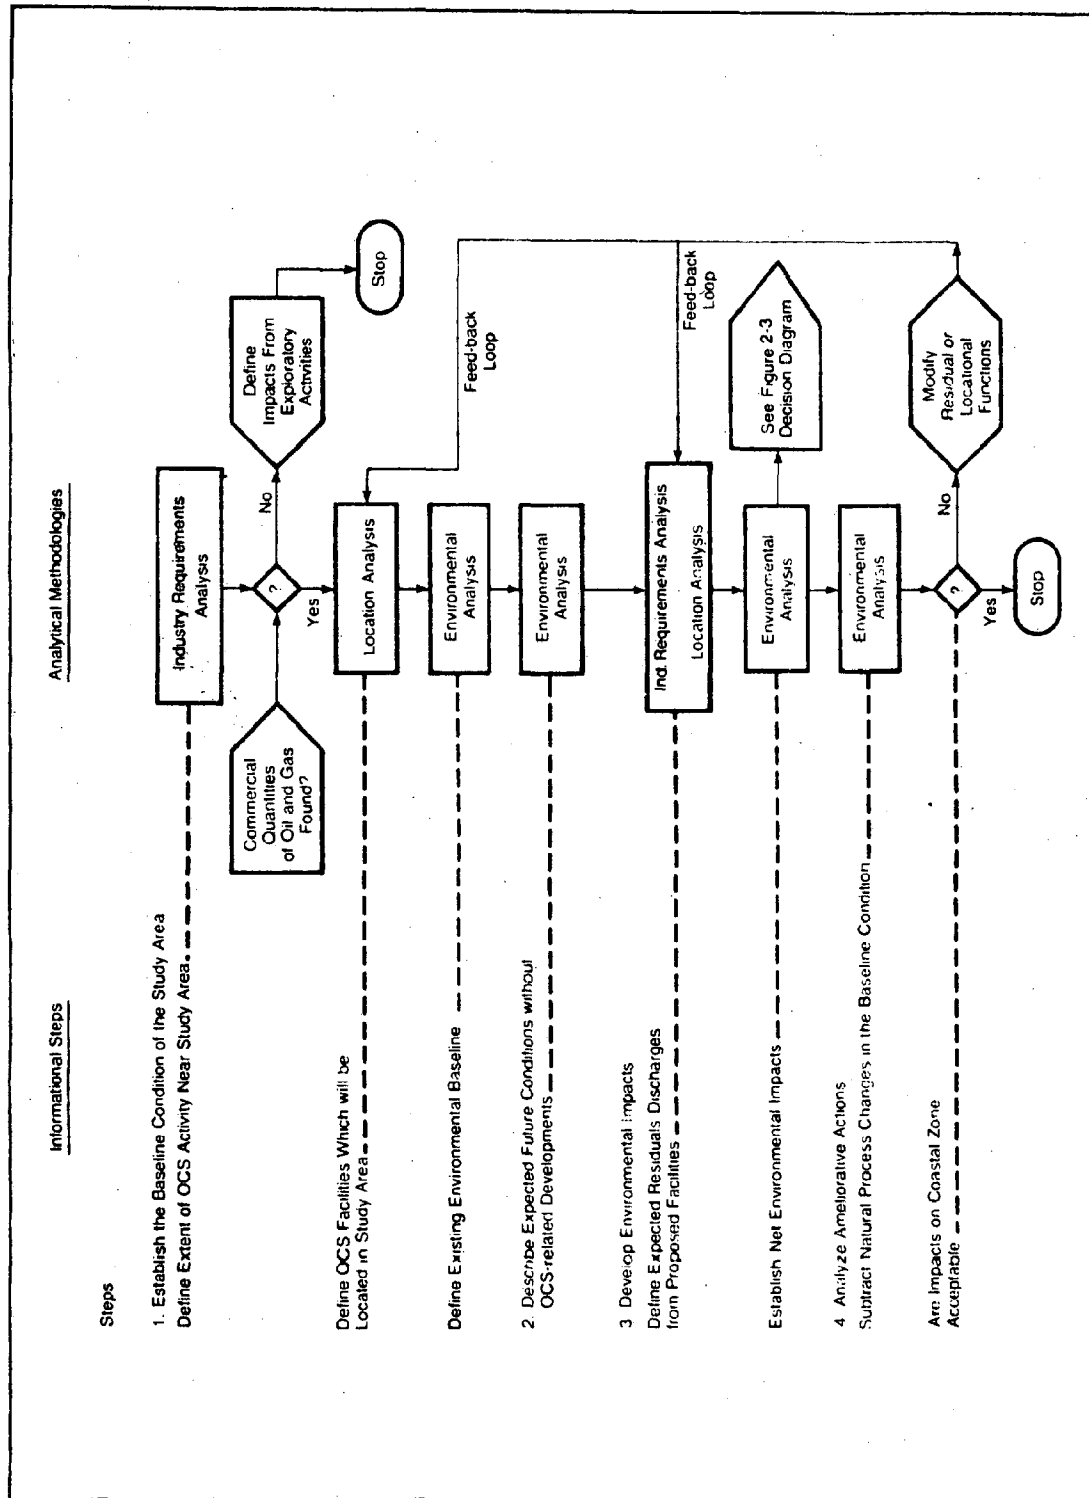 Informational Steps
Analytical Methodologies
Steps
1. Establish the Baseline Condition of the Study Area
Define Extent of OCS Activity Near Study Area
Industry Requirements
Analysis
Commercial
Quantities
of Oil and Gas
Found?
?
No
Yes
Define
Impacts From
Exploratory
Activities
Stop
Define OCS Facilities Which will be
Located in Study Area
Location Analysis
Feed-back
Loop
Define Existing Environmental Baseline
Environmental
Analysis
2. Describe Expected Future Conditions without
OCS-related Developments
Environmental
Analysis
3 Develop Environmental Impacts
Define Expected Residuals Discharges
from Proposed Facilities
Ind. Requirements Analysis
Location Analysis
Feed-back
Loop
Establish Net Environmental Impacts
Environmental
Analysis
See Figure 2-3
Decision Diagram
4 Analyze Ameliorative Actions
Subtract Natural Process Changes in the Baseline Condition
Environmental
Analysis
Are Impacts on Coastal Zone
Acceptable
?
No
Yes
Modify
Residual or
Locational
Functions
Stop